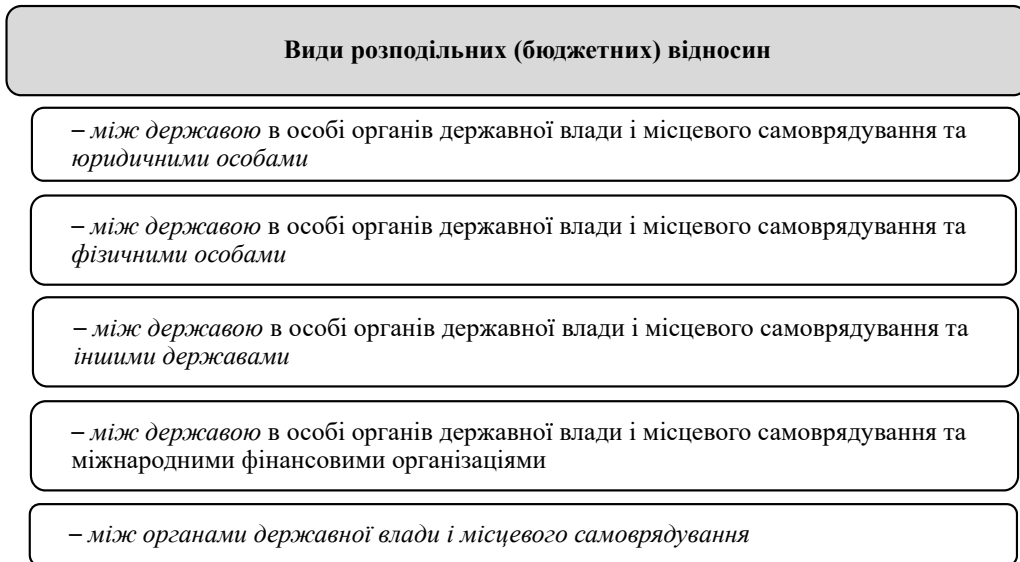 Види розподільних (бюджетних) відносин
– між державою в особі органів державної влади і місцевого самоврядування та
юридичними особами
– між державою в особі органів державної влади і місцевого самоврядування та
фізичними особами
– між державою в особі органів державної влади і місцевого самоврядування та
іншими державами
– між державою в особі органів державної влади і місцевого самоврядування та
міжнародними фінансовими організаціями
– між органами державної влади і місцевого самоврядування